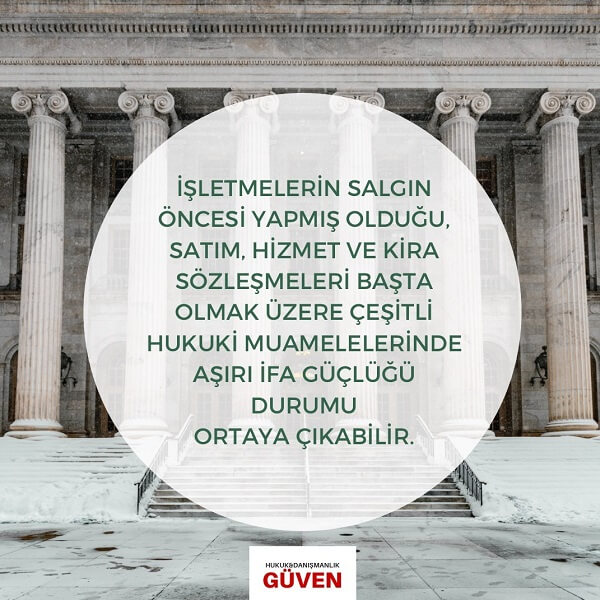 İŞLETMELERİN SALGIN
ÖNCESİ YAPMIŞ OLDUĞU,
SATIM, HİZMET VE KİRA
SÖZLEŞMELERİ BAŞTA
OLMAK ÜZERE ÇEŞİTLİ
HUKUKİ MUAMELELERİNDE
AŞIRI İFA GÜÇLÜĞÜ
DURUMU
ORTAYA ÇIKABİLİR.
HUKUK&DANIŞMANLIK
GÜVEN